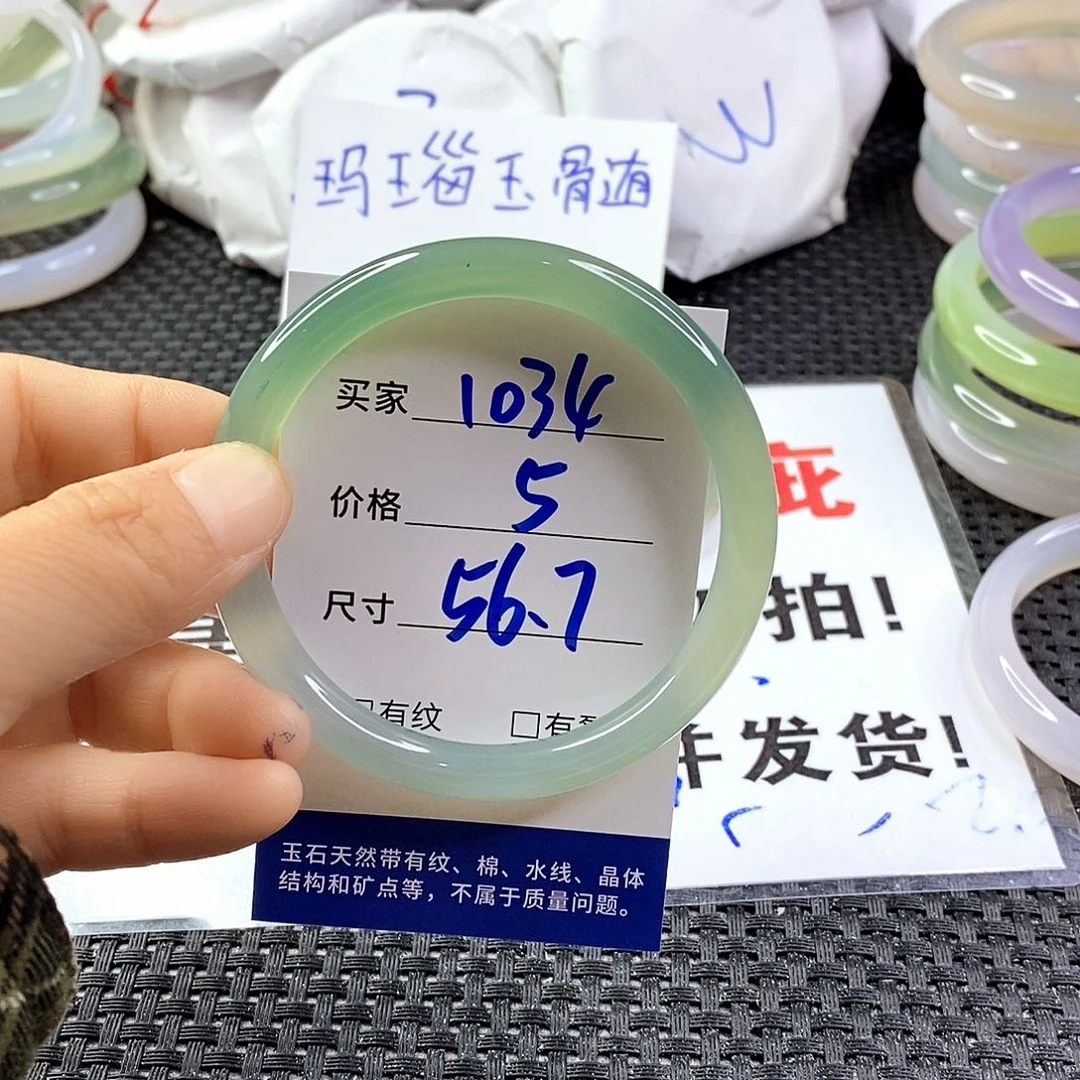 玛瑙玉骨髓
买家 1034
价格 5
尺寸 56.7
有纹 □有
拍!
并发货!
玉石天然带有纹、棉、水线、晶体
结构和矿点等，不属于质量问题。